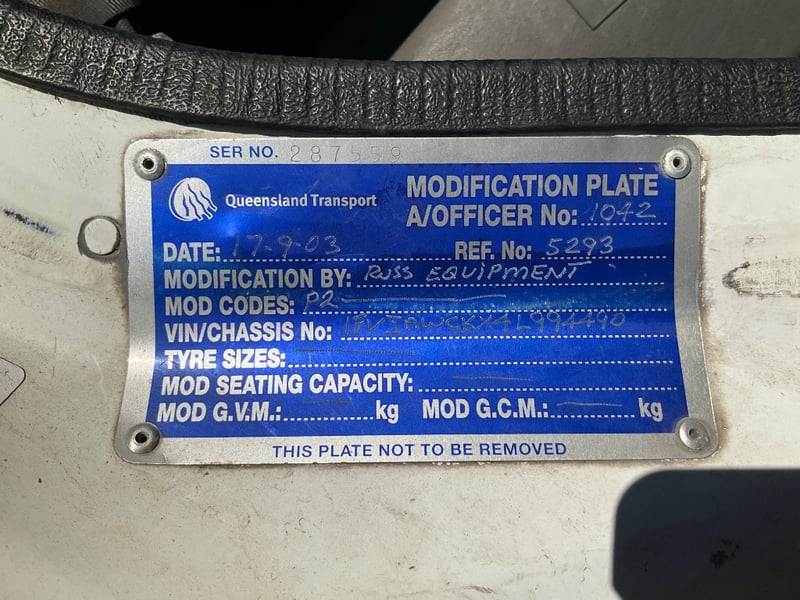 SER NO. 287559
Queensland Transport
MODIFICATION PLATE
A/OFFICER No: 1042
DATE: 17-9-03 REF. No: 5293
MODIFICATION BY: RUSS EQUIPMENT
MOD CODES: P2
VIN/CHASSIS No:
TYRE SIZES:
MOD SEATING CAPACITY:
MOD G.V.M.: kg MOD G.C.M.: kg
THIS PLATE NOT TO BE REMOVED